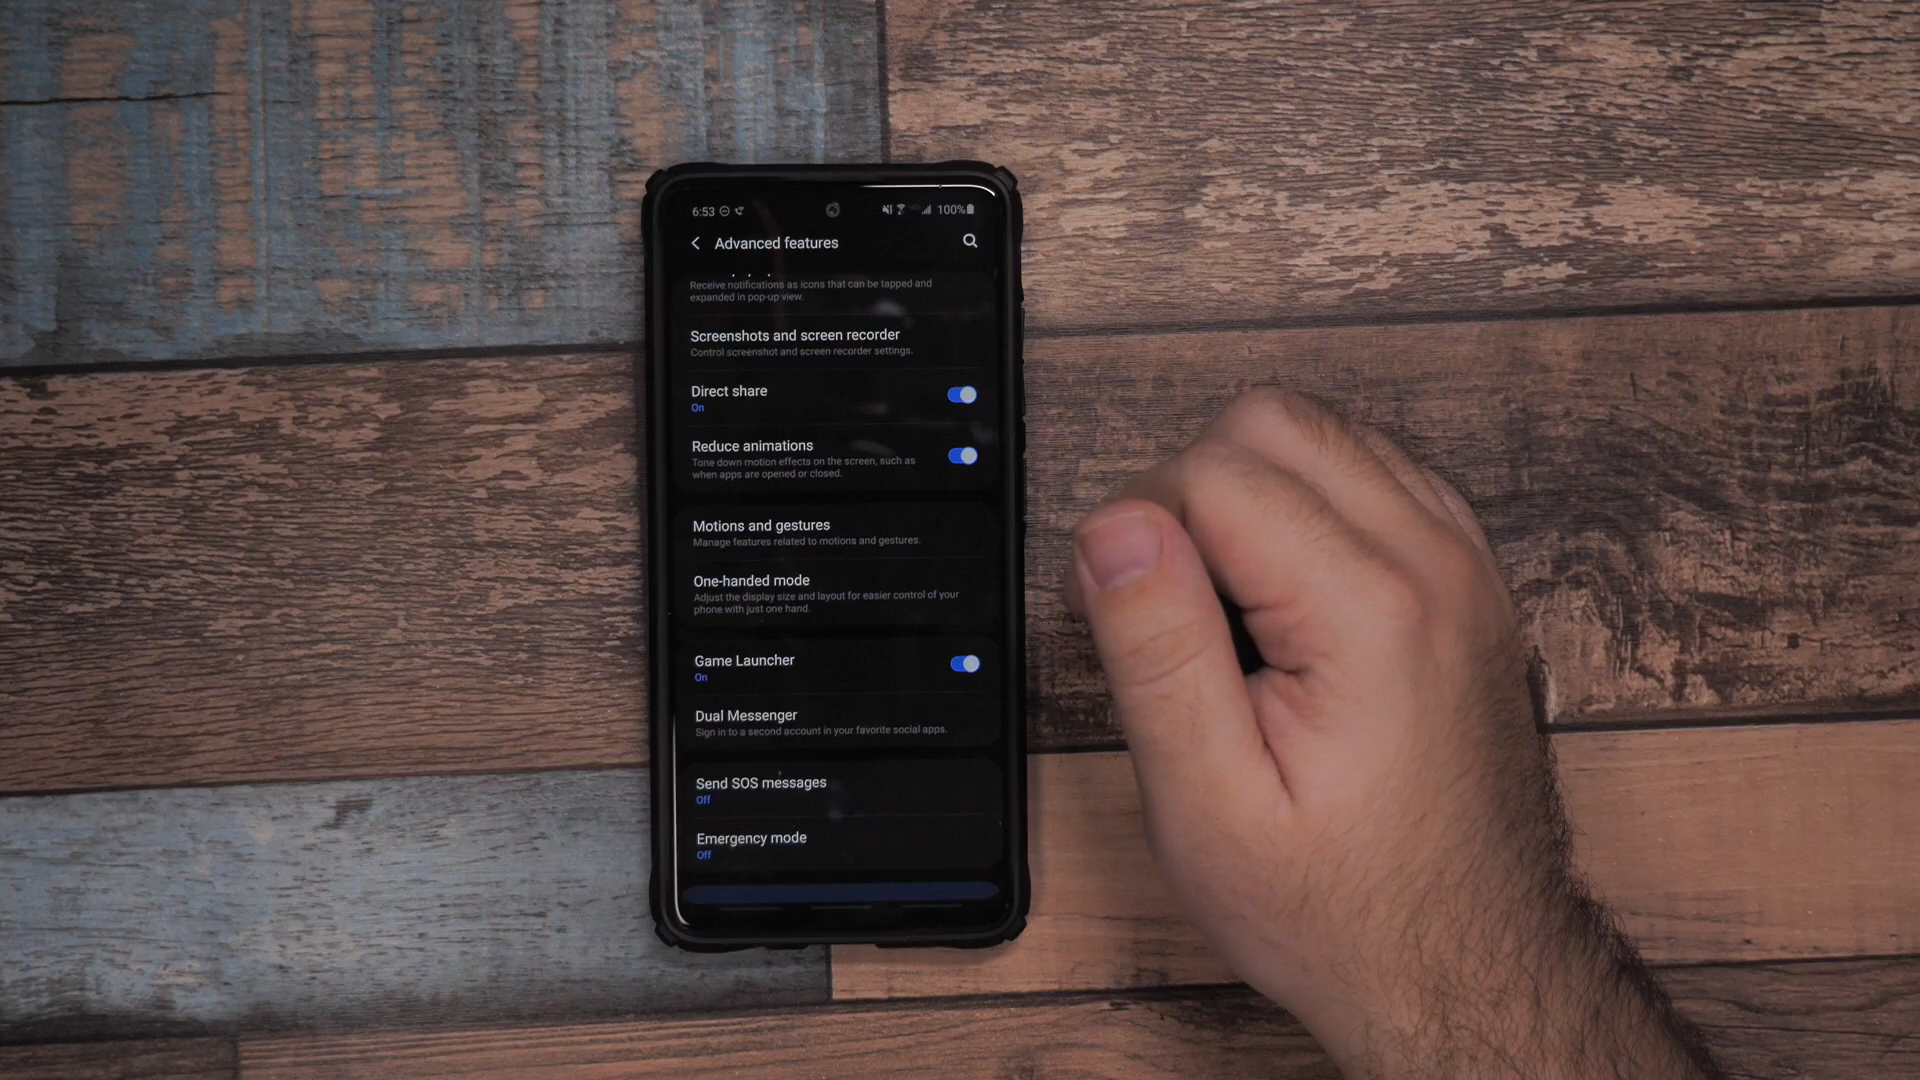 6:53
100%
Advanced features
Receive notifications as icons that can be tapped and
expanded in pop-up view.
Screenshots and screen recorder
Control screenshot and screen recorder settings.
Direct share
On
Reduce animations
Tone down motion effects on the screen, such as
when apps are opened or closed.
Motions and gestures
Manage features related to motions and gestures.
One-handed mode
Adjust the display size and layout for easier control of your
phone with just one hand.
Game Launcher
On
Dual Messenger
Sign in to a second account in your favorite social apps.
Send SOS messages
Off
Emergency mode
Off